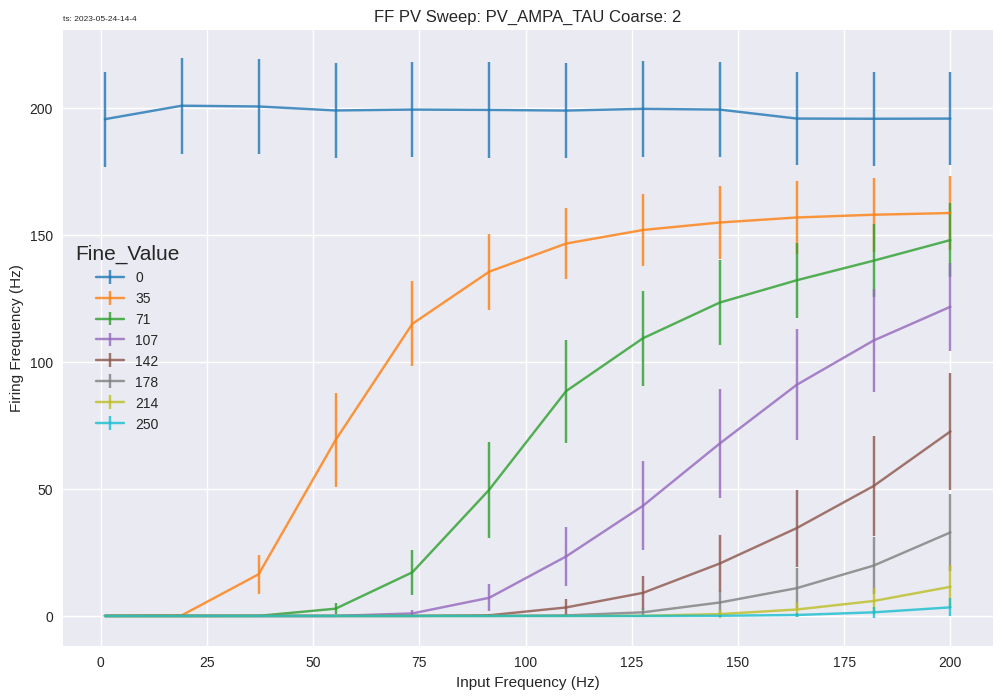 ts: 2023-05-24-14-4
FF PV Sweep: PV_AMPA_TAU Coarse: 2
Firing Frequency (Hz)
200
150
100
50
0
Fine_Value
0
35
71
107
142
178
214
250
0 25 50 75 100 125 150 175 200
Input Frequency (Hz)